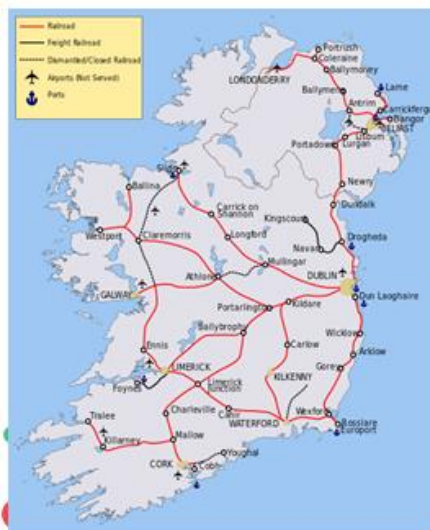 Railroad
Freight Railroad
Dismantled/Closed Railroad
Airports (Not Served)
Ports
Portrush
Coleraine
Ballymoney
LONDONDERRY
Ballymena
Larne
Antrim
Carrickfergus
Bangor
BELFAST
Lisburn
Portadown
Lurgan
Newry
Dundalk
Sligo
Ballina
Carrick on
Shannon
Kingscourt
Drogheda
Westport
Claremorris
Longford
Navan
Mullingar
Athlone
DUBLIN
GALWAY
Dun Laoghaire
Portarlington
Kildare
Ballybrophy
Wicklow
Ennis
Carlow
Arklow
LIMERICK
Gorey
Foynes
Limerick
Junction
KILKENNY
Tralee
Charleville
Cahir
Wexford
WATERFORD
Rosslare
Europort
Killarney
Mallow
Youghal
CORK
Cobh